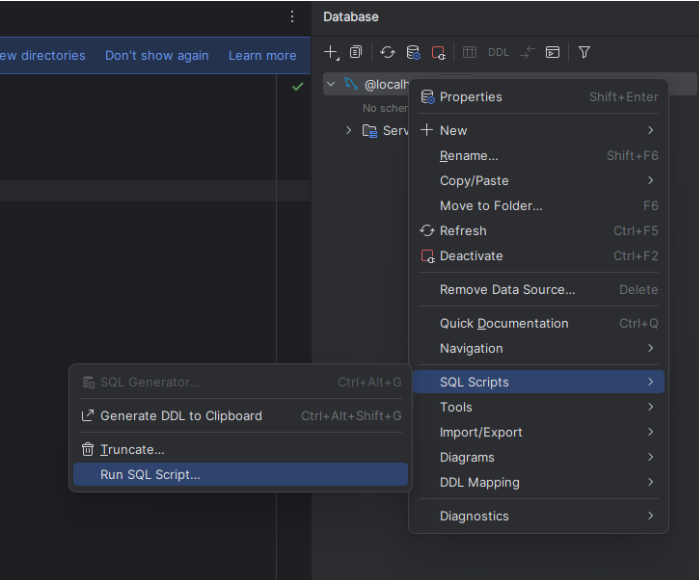 ew directories Don't show again Learn more
Database
DDL
@localh
No scher
Serv
Properties Shift+Enter
New
Rename... Shift+F6
Copy/Paste
Move to Folder... F6
Refresh Ctrl+F5
Deactivate Ctrl+F2
Remove Data Source... Delete
Quick Documentation Ctrl+Q
Navigation
SQL Scripts
Tools
Import/Export
Diagrams
DDL Mapping
Diagnostics
SQL Generator... Ctrl+Alt+G
Generate DDL to Clipboard Ctrl+Alt+Shift+G
Truncate...
Run SQL Script...